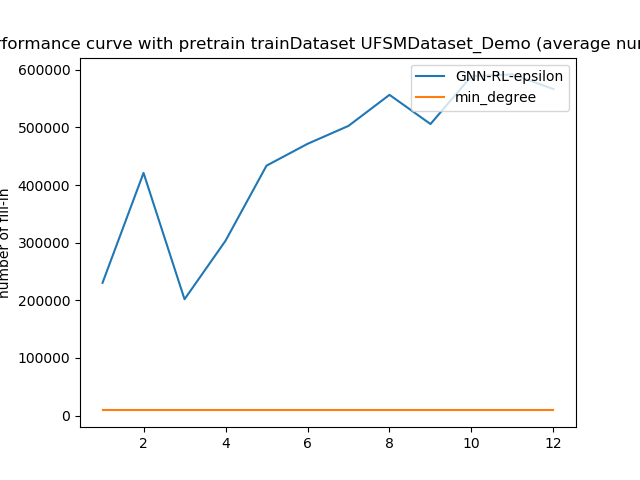 rformance curve with pretrain trainDataset UFSMDataset_Demo (average num
GNN-RL-epsilon
min_degree
number of fill-in
600000
500000
400000
300000
200000
100000
0
2 4 6 8 10 12